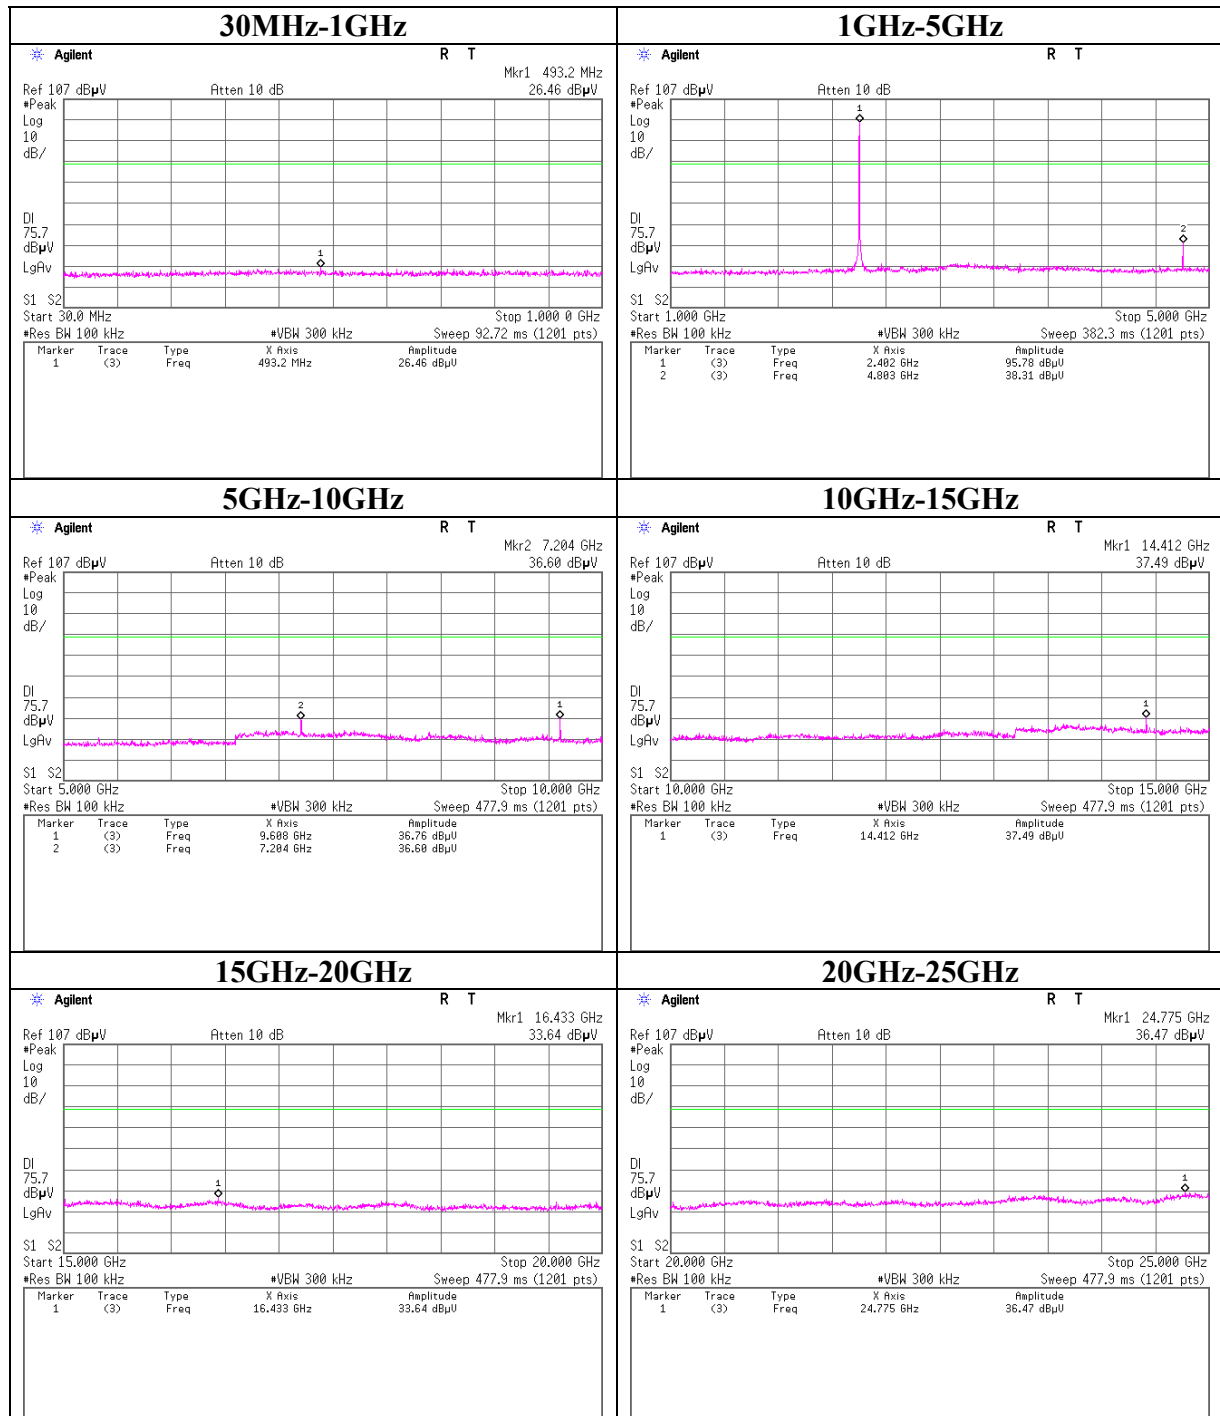 30MHz-1GHz
Agilent R T
Mkr1 493.2 MHz
Ref 107 dBµV Atten 10 dB 26.46 dBµV
#Peak
Log
10
dB/
1
DI
75.7
dBµV
LgAv
S1 S2
Start 30.0 MHz Stop 1.000 0 GHz
#Res BW 100 kHz #VBW 300 kHz Sweep 92.72 ms (1201 pts)
Marker Trace Type X Axis Amplitude
1 (3) Freq 493.2 MHz 26.46 dBµV
1GHz-5GHz
Agilent R T
Ref 107 dBµV Atten 10 dB
#Peak
Log
10
dB/
1
DI
75.7
dBµV
2
LgAv
S1 S2
Start 1.000 GHz Stop 5.000 GHz
#Res BW 100 kHz #VBW 300 kHz Sweep 382.3 ms (1201 pts)
Marker Trace Type X Axis Amplitude
1 (3) Freq 2.402 GHz 95.78 dBµV
2 (3) Freq 4.803 GHz 38.31 dBµV
5GHz-10GHz
Agilent R T
Mkr2 7.204 GHz
Ref 107 dBµV Atten 10 dB 36.60 dBµV
#Peak
Log
10
dB/
DI
75.7
2 1
dBµV
LgAv
S1 S2
Start 5.000 GHz Stop 10.000 GHz
#Res BW 100 kHz #VBW 300 kHz Sweep 477.9 ms (1201 pts)
Marker Trace Type X Axis Amplitude
1 (3) Freq 9.608 GHz 36.76 dBµV
2 (3) Freq 7.204 GHz 36.60 dBµV
10GHz-15GHz
Agilent R T
Mkr1 14.412 GHz
Ref 107 dBµV Atten 10 dB 37.49 dBµV
#Peak
Log
10
dB/
DI
75.7
1
dBµV
LgAv
S1 S2
Start 10.000 GHz Stop 15.000 GHz
#Res BW 100 kHz #VBW 300 kHz Sweep 477.9 ms (1201 pts)
Marker Trace Type X Axis Amplitude
1 (3) Freq 14.412 GHz 37.49 dBµV
15GHz-20GHz
Agilent R T
Mkr1 16.433 GHz
Ref 107 dBµV Atten 10 dB 33.64 dBµV
#Peak
Log
10
dB/
DI
75.7
1
dBµV
LgAv
S1 S2
Start 15.000 GHz Stop 20.000 GHz
#Res BW 100 kHz #VBW 300 kHz Sweep 477.9 ms (1201 pts)
Marker Trace Type X Axis Amplitude
1 (3) Freq 16.433 GHz 33.64 dBµV
20GHz-25GHz
Agilent R T
Mkr1 24.775 GHz
Ref 107 dBµV Atten 10 dB 36.47 dBµV
#Peak
Log
10
dB/
DI
75.7
1
dBµV
LgAv
S1 S2
Start 20.000 GHz Stop 25.000 GHz
#Res BW 100 kHz #VBW 300 kHz Sweep 477.9 ms (1201 pts)
Marker Trace Type X Axis Amplitude
1 (3) Freq 24.775 GHz 36.47 dBµV